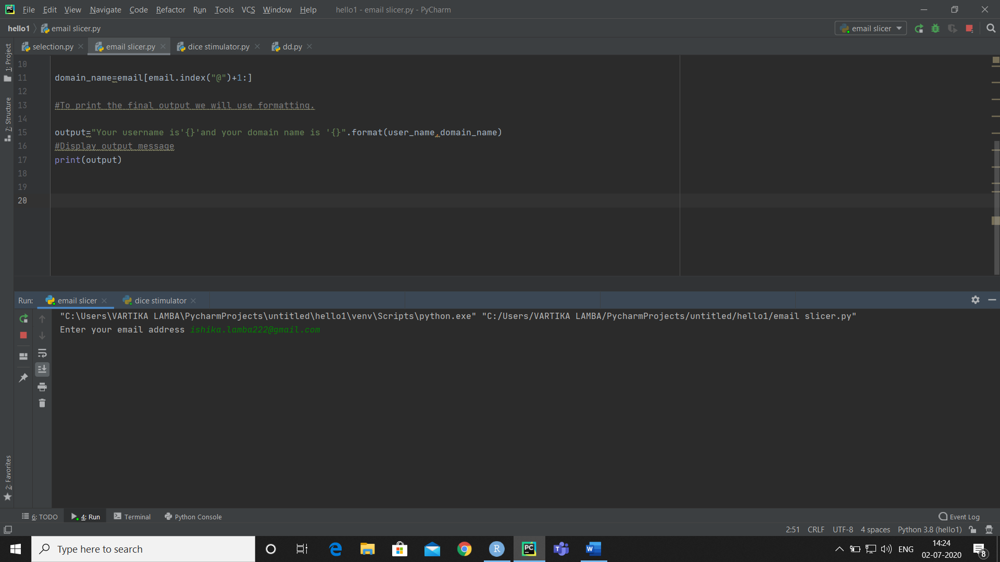 File Edit View Navigate Code Refactor Run Tools VCS Window Help hello1 - email slicer.py - PyCharm
hello1 email slicer.py email slicer
selection.py email slicer.py dice stimulator.py dd.py
1: Project
7: Structure
10
11 domain_name=email[email.index("@")+1:]
12
13 #To print the final output we will use formatting.
14
15 output="Your username is'{}'and your domain name is '{}".format(user_name,domain_name)
16 #Display output message
17 print(output)
18
19
20
Run: email slicer dice stimulator
"C:\Users\VARTIKA LAMBA\PycharmProjects\untitled\hello1\venv\Scripts\python.exe" "C:/Users/VARTIKA LAMBA/PycharmProjects/untitled/hello1/email slicer.py"
Enter your email address ishika.lamba222@gmail.com
2: Favorites
6: TODO 4: Run Terminal Python Console Event Log
2:51 CRLF UTF-8 4 spaces Python 3.8 (hello1)
Type here to search
ENG
14:24
02-07-2020
8